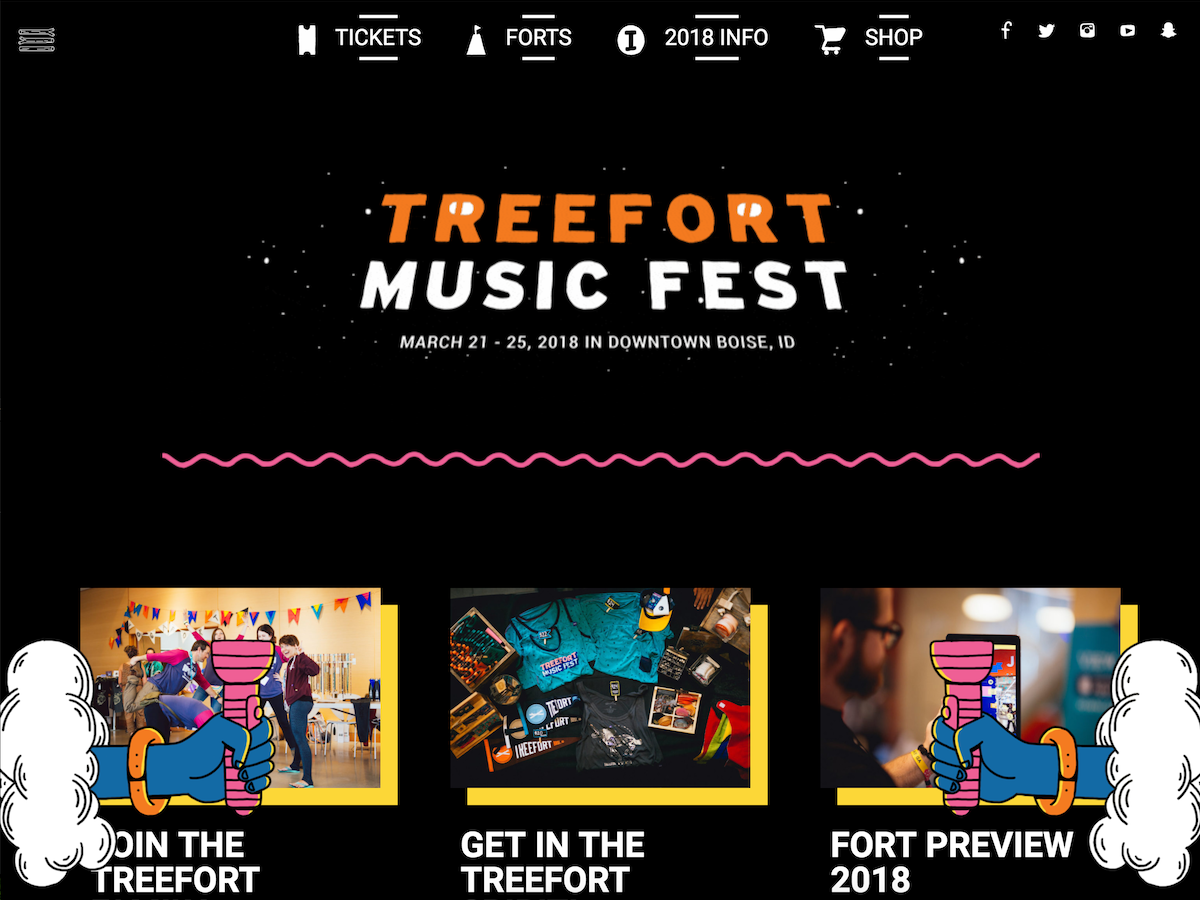 TICKETS
FORTS
2018 INFO
SHOP
TREEFORT
MUSIC FEST
MARCH 21 - 25, 2018 IN DOWNTOWN BOISE, ID
TREEFORT
MUSIC FEST
TREEFORT
OIN THE
TREEFORT
GET IN THE
TREEFORT
FORT PREVIEW
2018